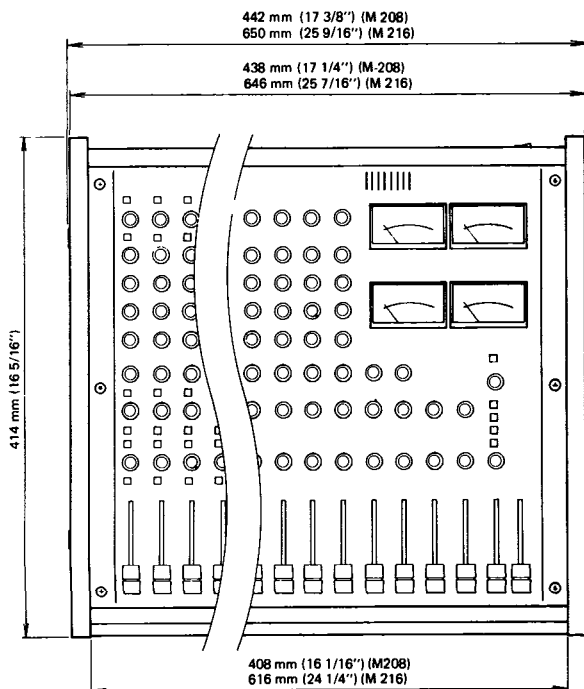 442 mm (17 3/8'') (M 208)
650 mm (25 9/16'') (M 216)
438 mm (17 1/4'') (M-208)
646 mm (25 7/16'') (M 216)
414 mm (16 5/16'')
408 mm (16 1/16'') (M208)
616 mm (24 1/4'') (M 216)